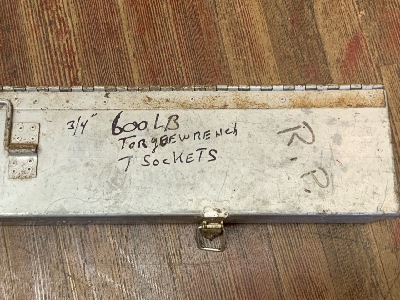 3/4" 600 LB
TORQUEWRENCH
7 SOCKETS
R.P.